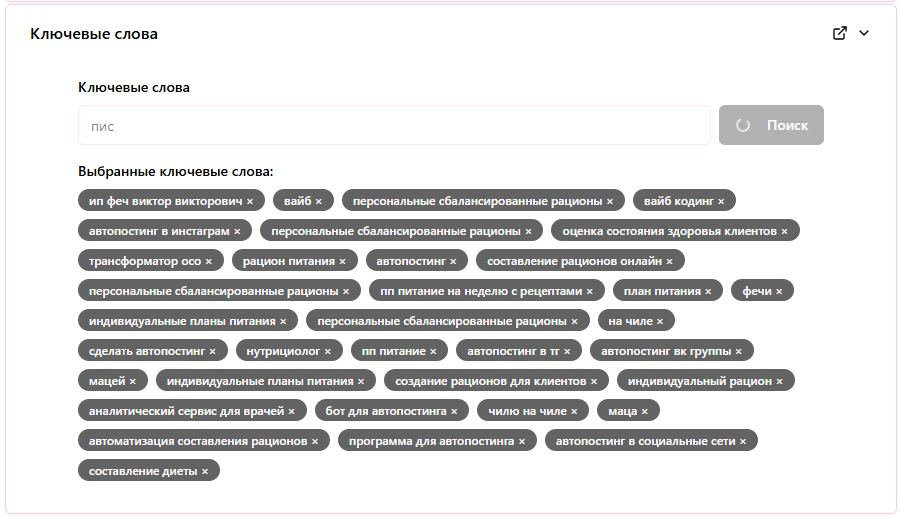 Ключевые слова
Ключевые слова
пис Поиск
Выбранные ключевые слова:
ип феч виктор викторович × вайб × персональные сбалансированные рационы × вайб кодинг ×
автопостинг в инстаграм × персональные сбалансированные рационы × оценка состояния здоровья клиентов ×
трансформатор осо × рацион питания × автопостинг × составление рационов онлайн ×
персональные сбалансированные рационы × пп питание на неделю с рецептами × план питания × фечи ×
индивидуальные планы питания × персональные сбалансированные рационы × на чиле ×
сделать автопостинг × нутрициолог × пп питание × автопостинг в тг × автопостинг вк группы ×
мацей × индивидуальные планы питания × создание рационов для клиентов × индивидуальный рацион ×
аналитический сервис для врачей × бот для автопостинга × чилю на чиле × маца ×
автоматизация составления рационов × программа для автопостинга × автопостинг в социальные сети ×
составление диеты ×